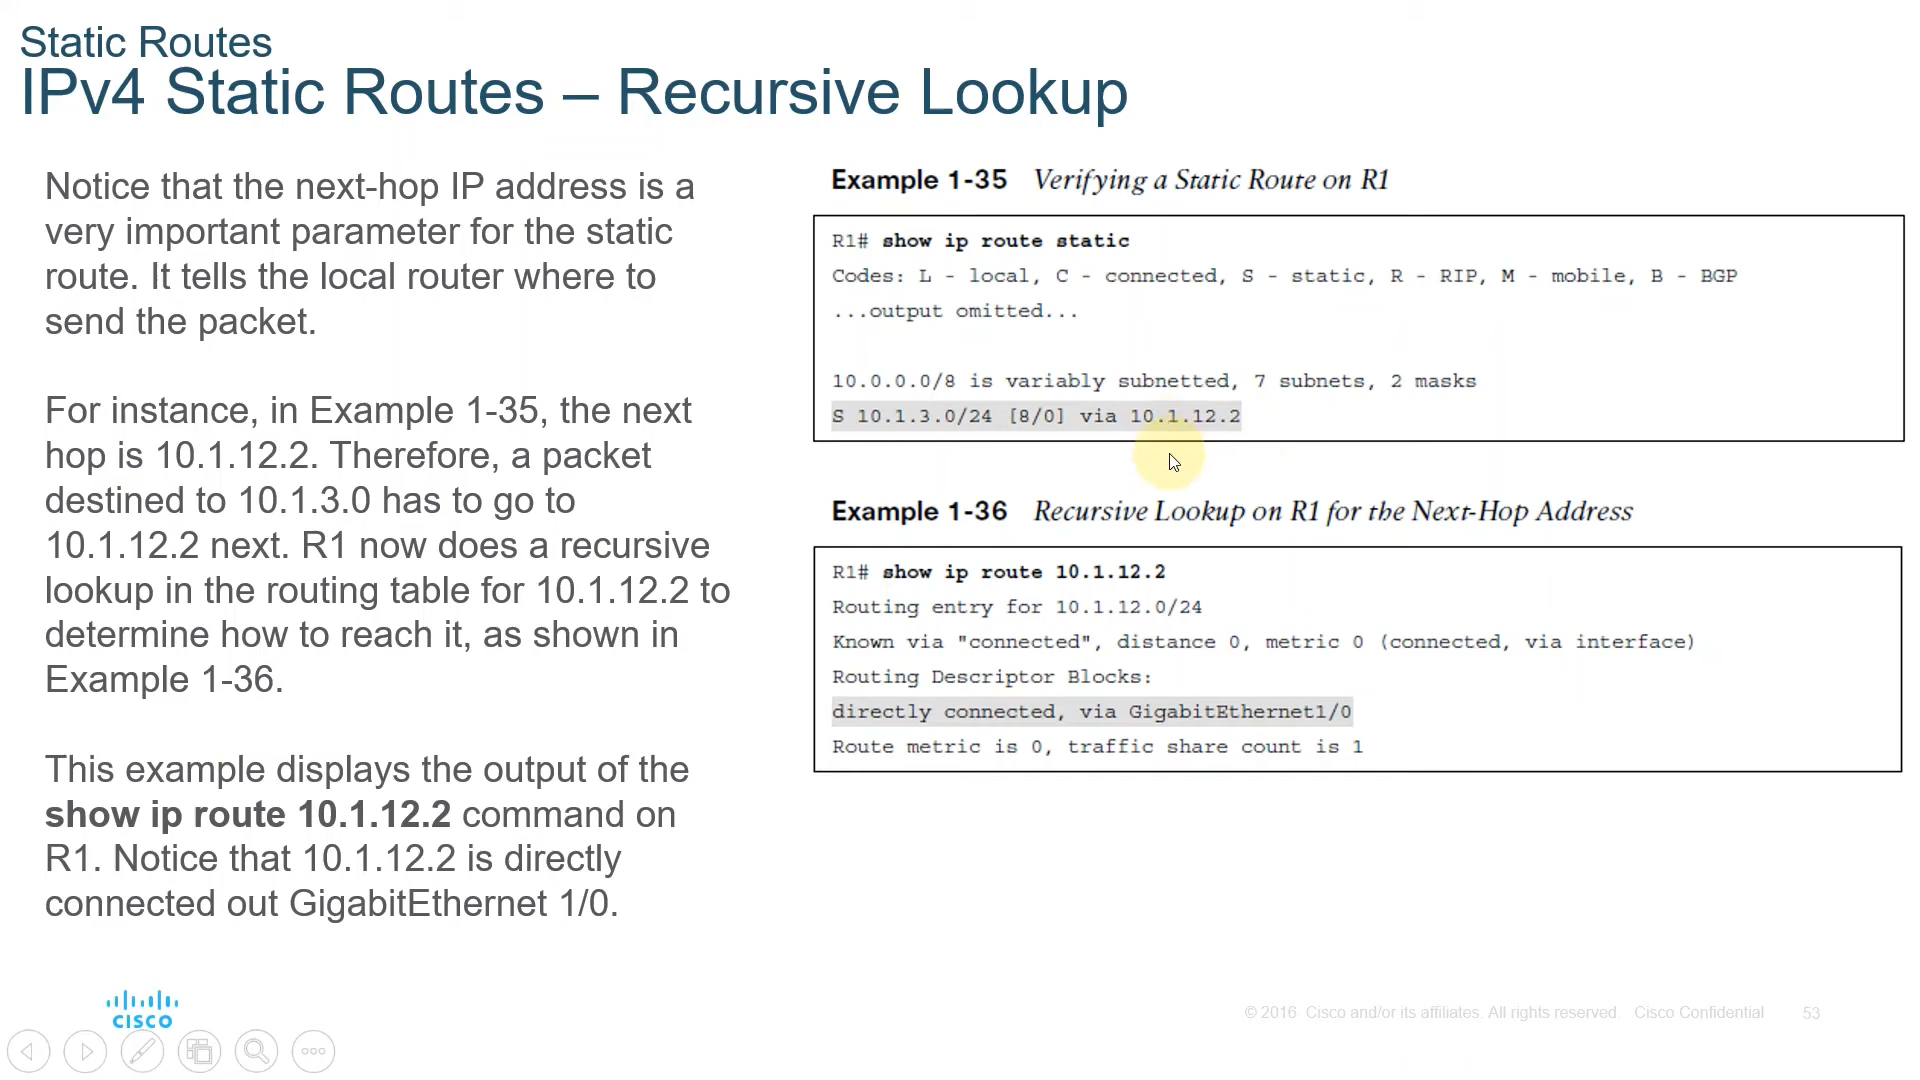 Static Routes
IPv4 Static Routes – Recursive Lookup
Notice that the next-hop IP address is a
very important parameter for the static
route. It tells the local router where to
send the packet.
For instance, in Example 1-35, the next
hop is 10.1.12.2. Therefore, a packet
destined to 10.1.3.0 has to go to
10.1.12.2 next. R1 now does a recursive
lookup in the routing table for 10.1.12.2 to
determine how to reach it, as shown in
Example 1-36.
This example displays the output of the
show ip route 10.1.12.2 command on
R1. Notice that 10.1.12.2 is directly
connected out GigabitEthernet 1/0.
Example 1-35 Verifying a Static Route on R1
R1# show ip route static
Codes: L - local, C - connected, S - static, R - RIP, M - mobile, B - BGP
...output omitted...
10.0.0.0/8 is variably subnetted, 7 subnets, 2 masks
S 10.1.3.0/24 [8/0] via 10.1.12.2
Example 1-36 Recursive Lookup on R1 for the Next-Hop Address
R1# show ip route 10.1.12.2
Routing entry for 10.1.12.0/24
Known via "connected", distance 0, metric 0 (connected, via interface)
Routing Descriptor Blocks:
directly connected, via GigabitEthernet1/0
Route metric is 0, traffic share count is 1
CISCO
© 2016 Cisco and/or its affiliates. All rights reserved. Cisco Confidential 53